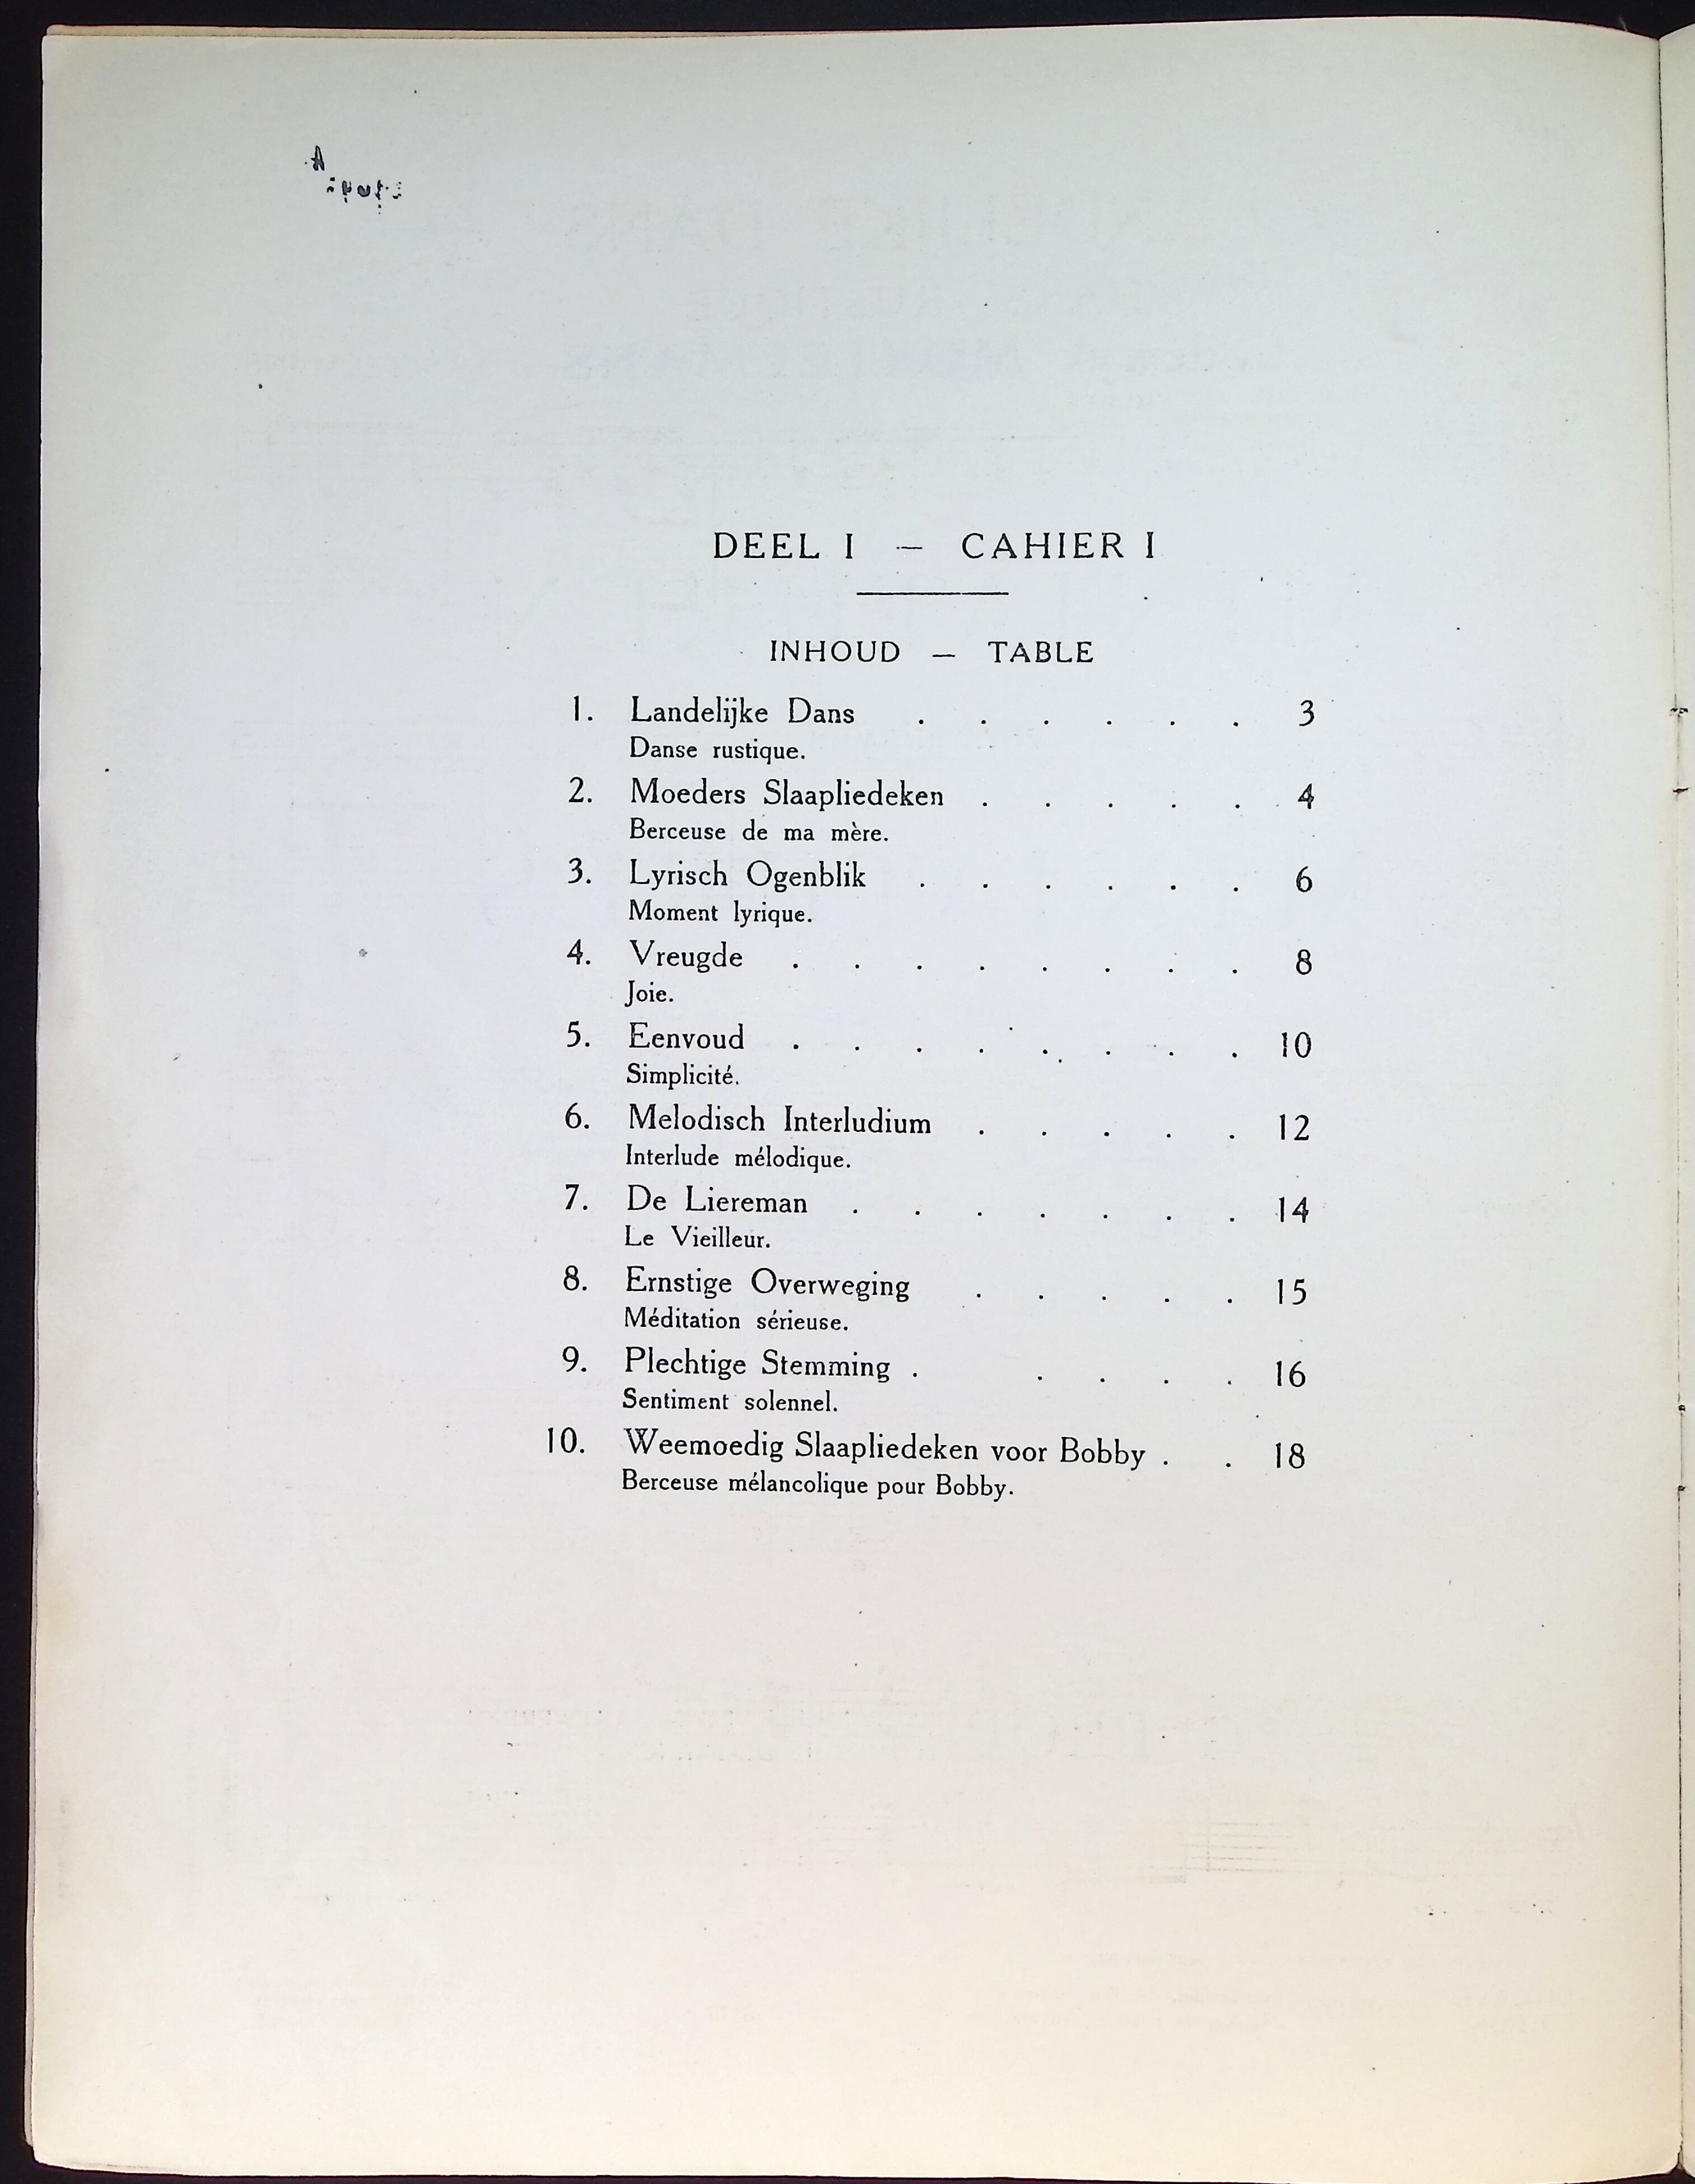 DEEL I — CAHIER I
INHOUD — TABLE
1. Landelijke Dans . . . . . . 3
Danse rustique.
2. Moeders Slaapliedeken . . . . . 4
Berceuse de ma mère.
3. Lyrisch Ogenblik . . . . . . 6
Moment lyrique.
4. Vreugde . . . . . . . . 8
Joie.
5. Eenvoud . . . . . . . . 10
Simplicité.
6. Melodisch Interludium . . . . . 12
Interlude mélodique.
7. De Liereman . . . . . . . 14
Le Vieilleur.
8. Ernstige Overweging . . . . . 15
Méditation sérieuse.
9. Plechtige Stemming . . . . . 16
Sentiment solennel.
10. Weemoedig Slaapliedeken voor Bobby . . 18
Berceuse mélancolique pour Bobby.